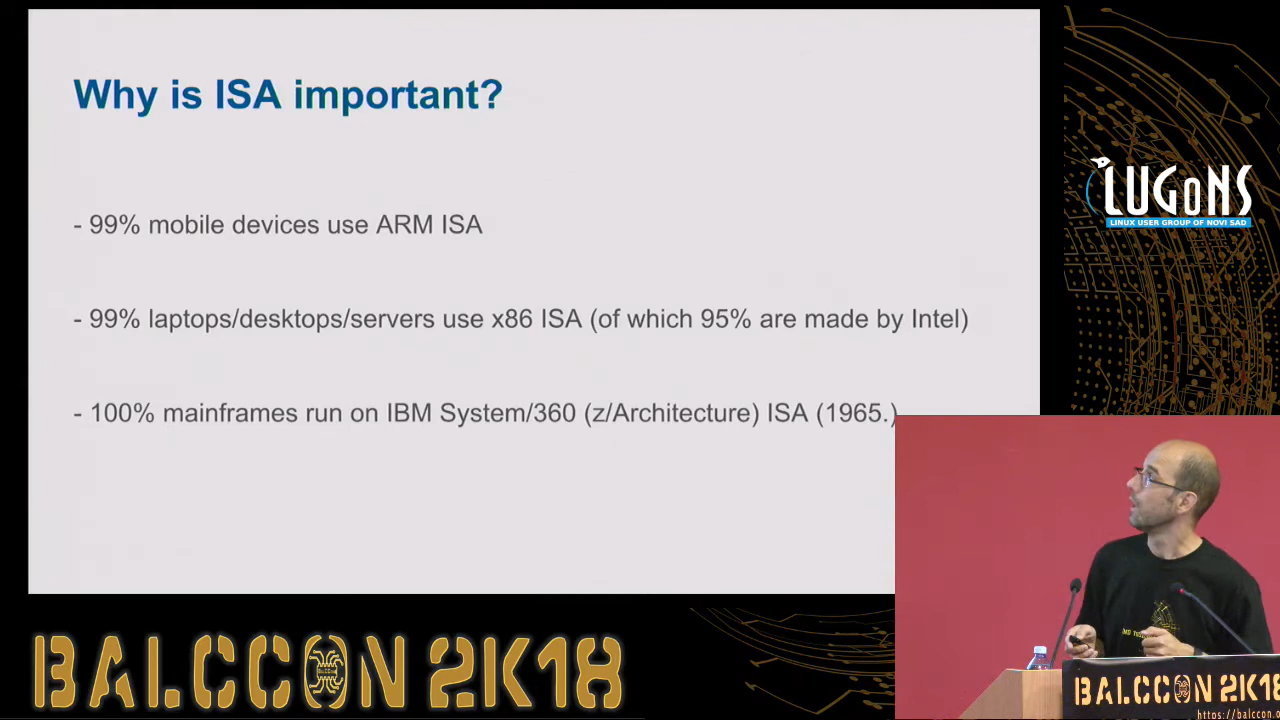 Why is ISA important?
- 99% mobile devices use ARM ISA
- 99% laptops/desktops/servers use x86 ISA (of which 95% are made by Intel)
- 100% mainframes run on IBM System/360 (z/Architecture) ISA (1965.)
LUGoNS
LINUX USER GROUP OF NOVI SAD
BALCCON 2K18
BALCCON 2K18
https://balccon.o